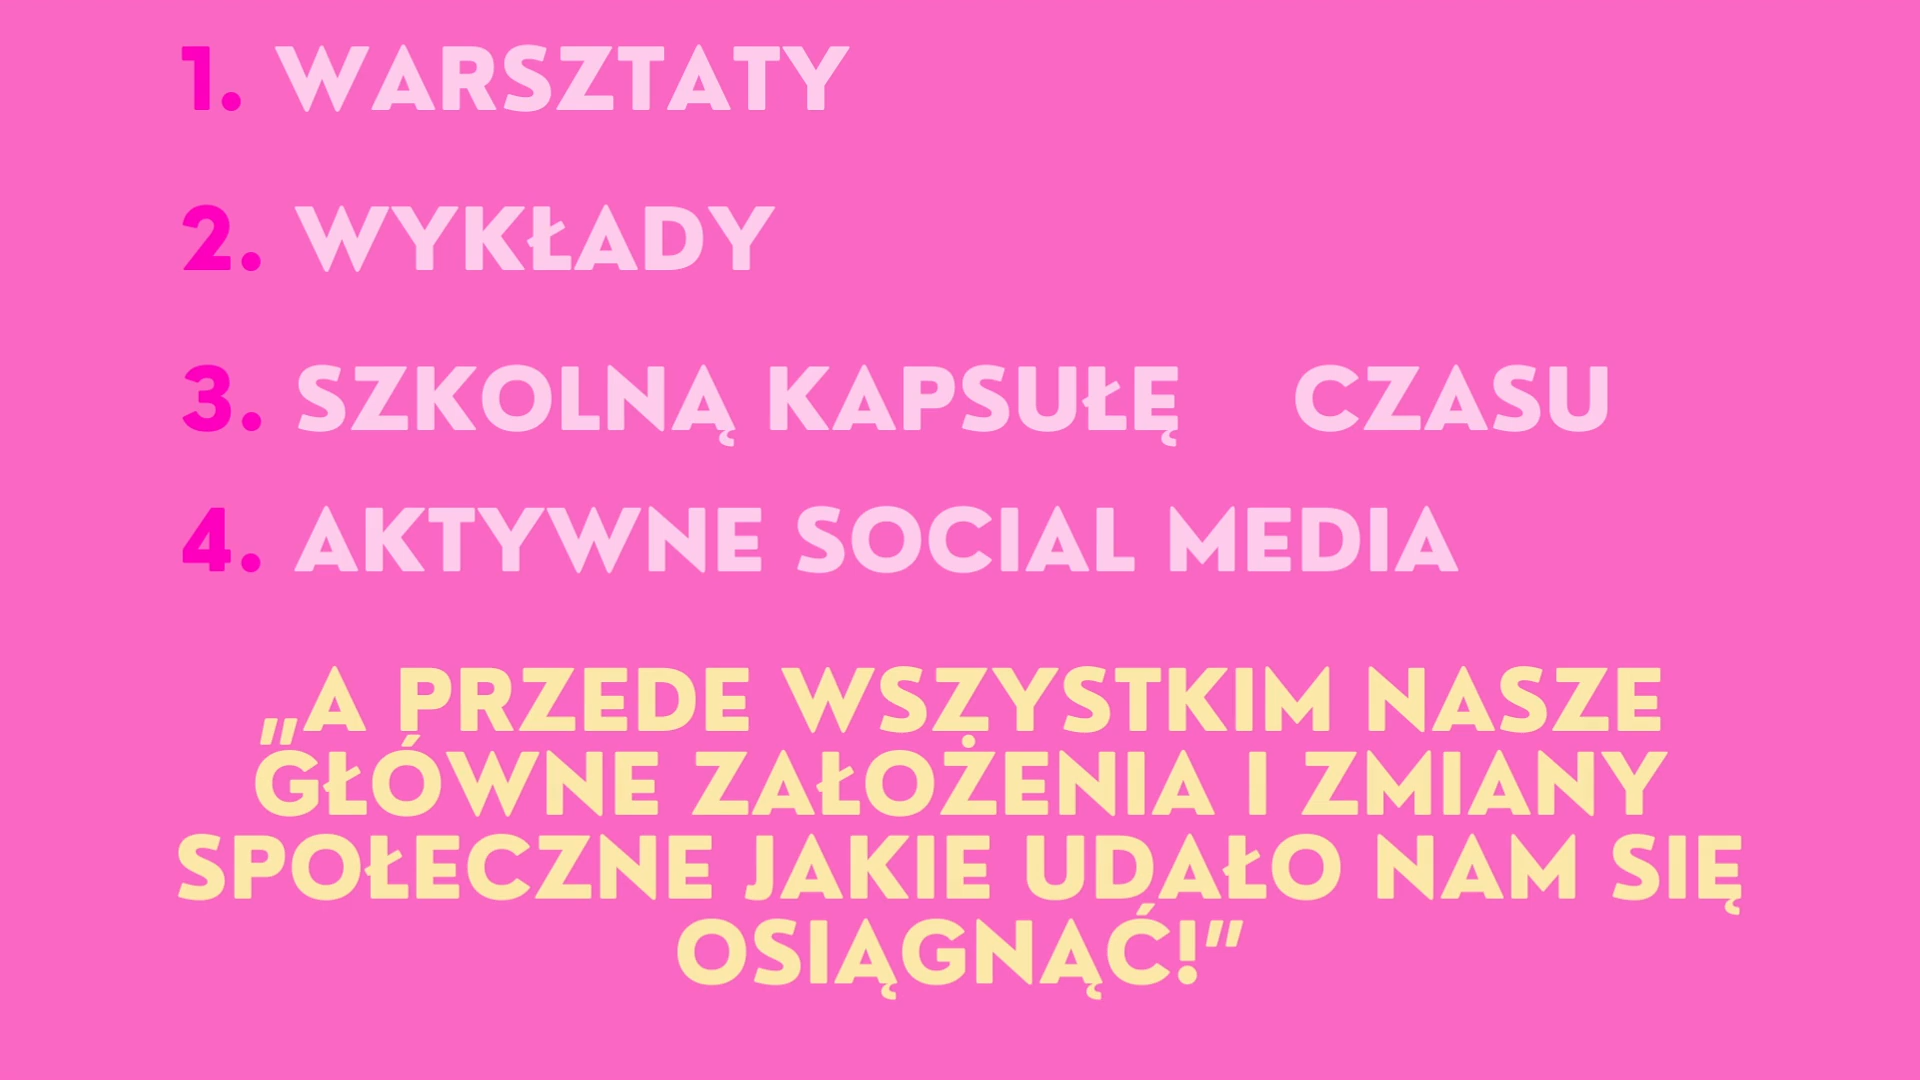 1. WARSZTATY
2. WYKŁADY
3. SZKOLNĄ KAPSUŁĘ CZASU
4. AKTYWNE SOCIAL MEDIA
„A PRZEDE WSZYSTKIM NASZE
GŁÓWNE ZAŁOŻENIA I ZMIANY
SPOŁECZNE JAKIE UDAŁO NAM SIĘ
OSIĄGNĄĆ!”